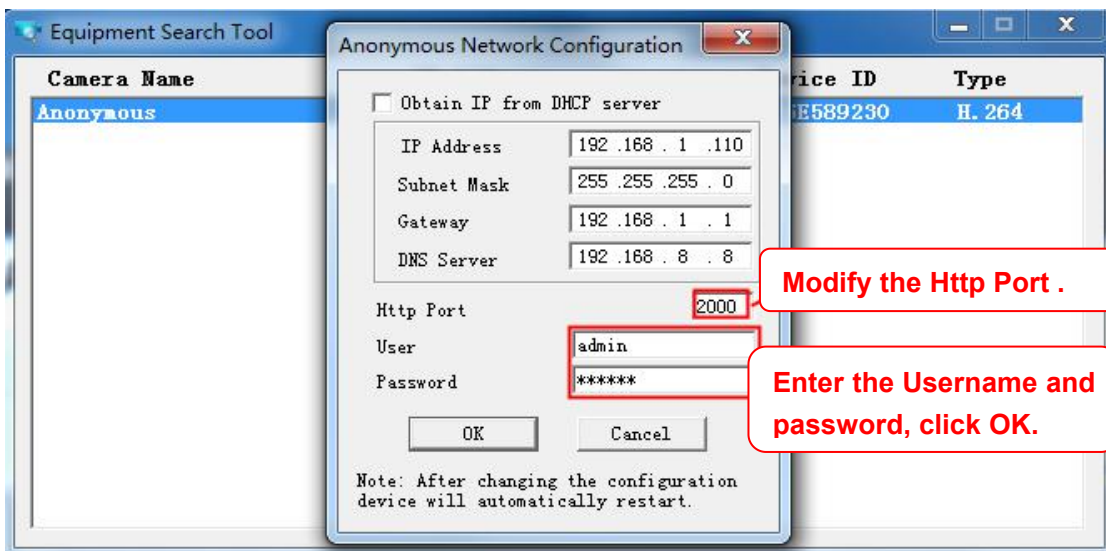 Equipment Search Tool
Anonymous Network Configuration
Camera Name
vice ID
Type
Anonymous
E589230
H.264
Obtain IP from DHCP server
IP Address 192 .168 . 1 .110
Subnet Mask 255 .255 .255 . 0
Gateway 192 .168 . 1 . 1
DNS Server 192 .168 . 8 . 8
Http Port 2000
Modify the Http Port .
User admin
Password ******
Enter the Username and
password, click OK.
OK Cancel
Note: After changing the configuration
device will automatically restart.